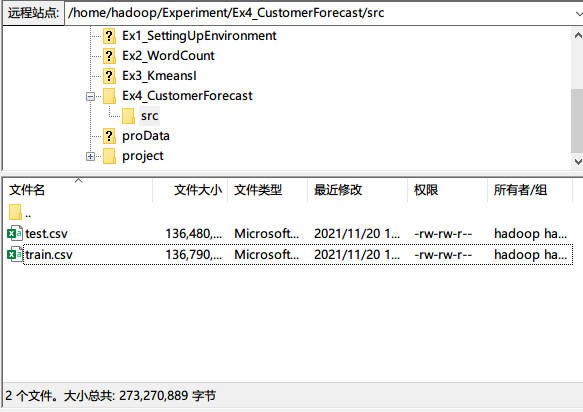 远程站点: /home/hadoop/Experiment/Ex4_CustomerForecast/src
Ex1_SettingUpEnvironment
Ex2_WordCount
Ex3_KmeansI
Ex4_CustomerForecast
src
proData
project
文件名 文件大小 文件类型 最近修改 权限 所有者/组
..
test.csv 136,480,... Microsoft... 2021/11/20 1... -rw-rw-r-- hadoop ha...
train.csv 136,790,... Microsoft... 2021/11/20 1... -rw-rw-r-- hadoop ha...
2 个文件。大小总共: 273,270,889 字节